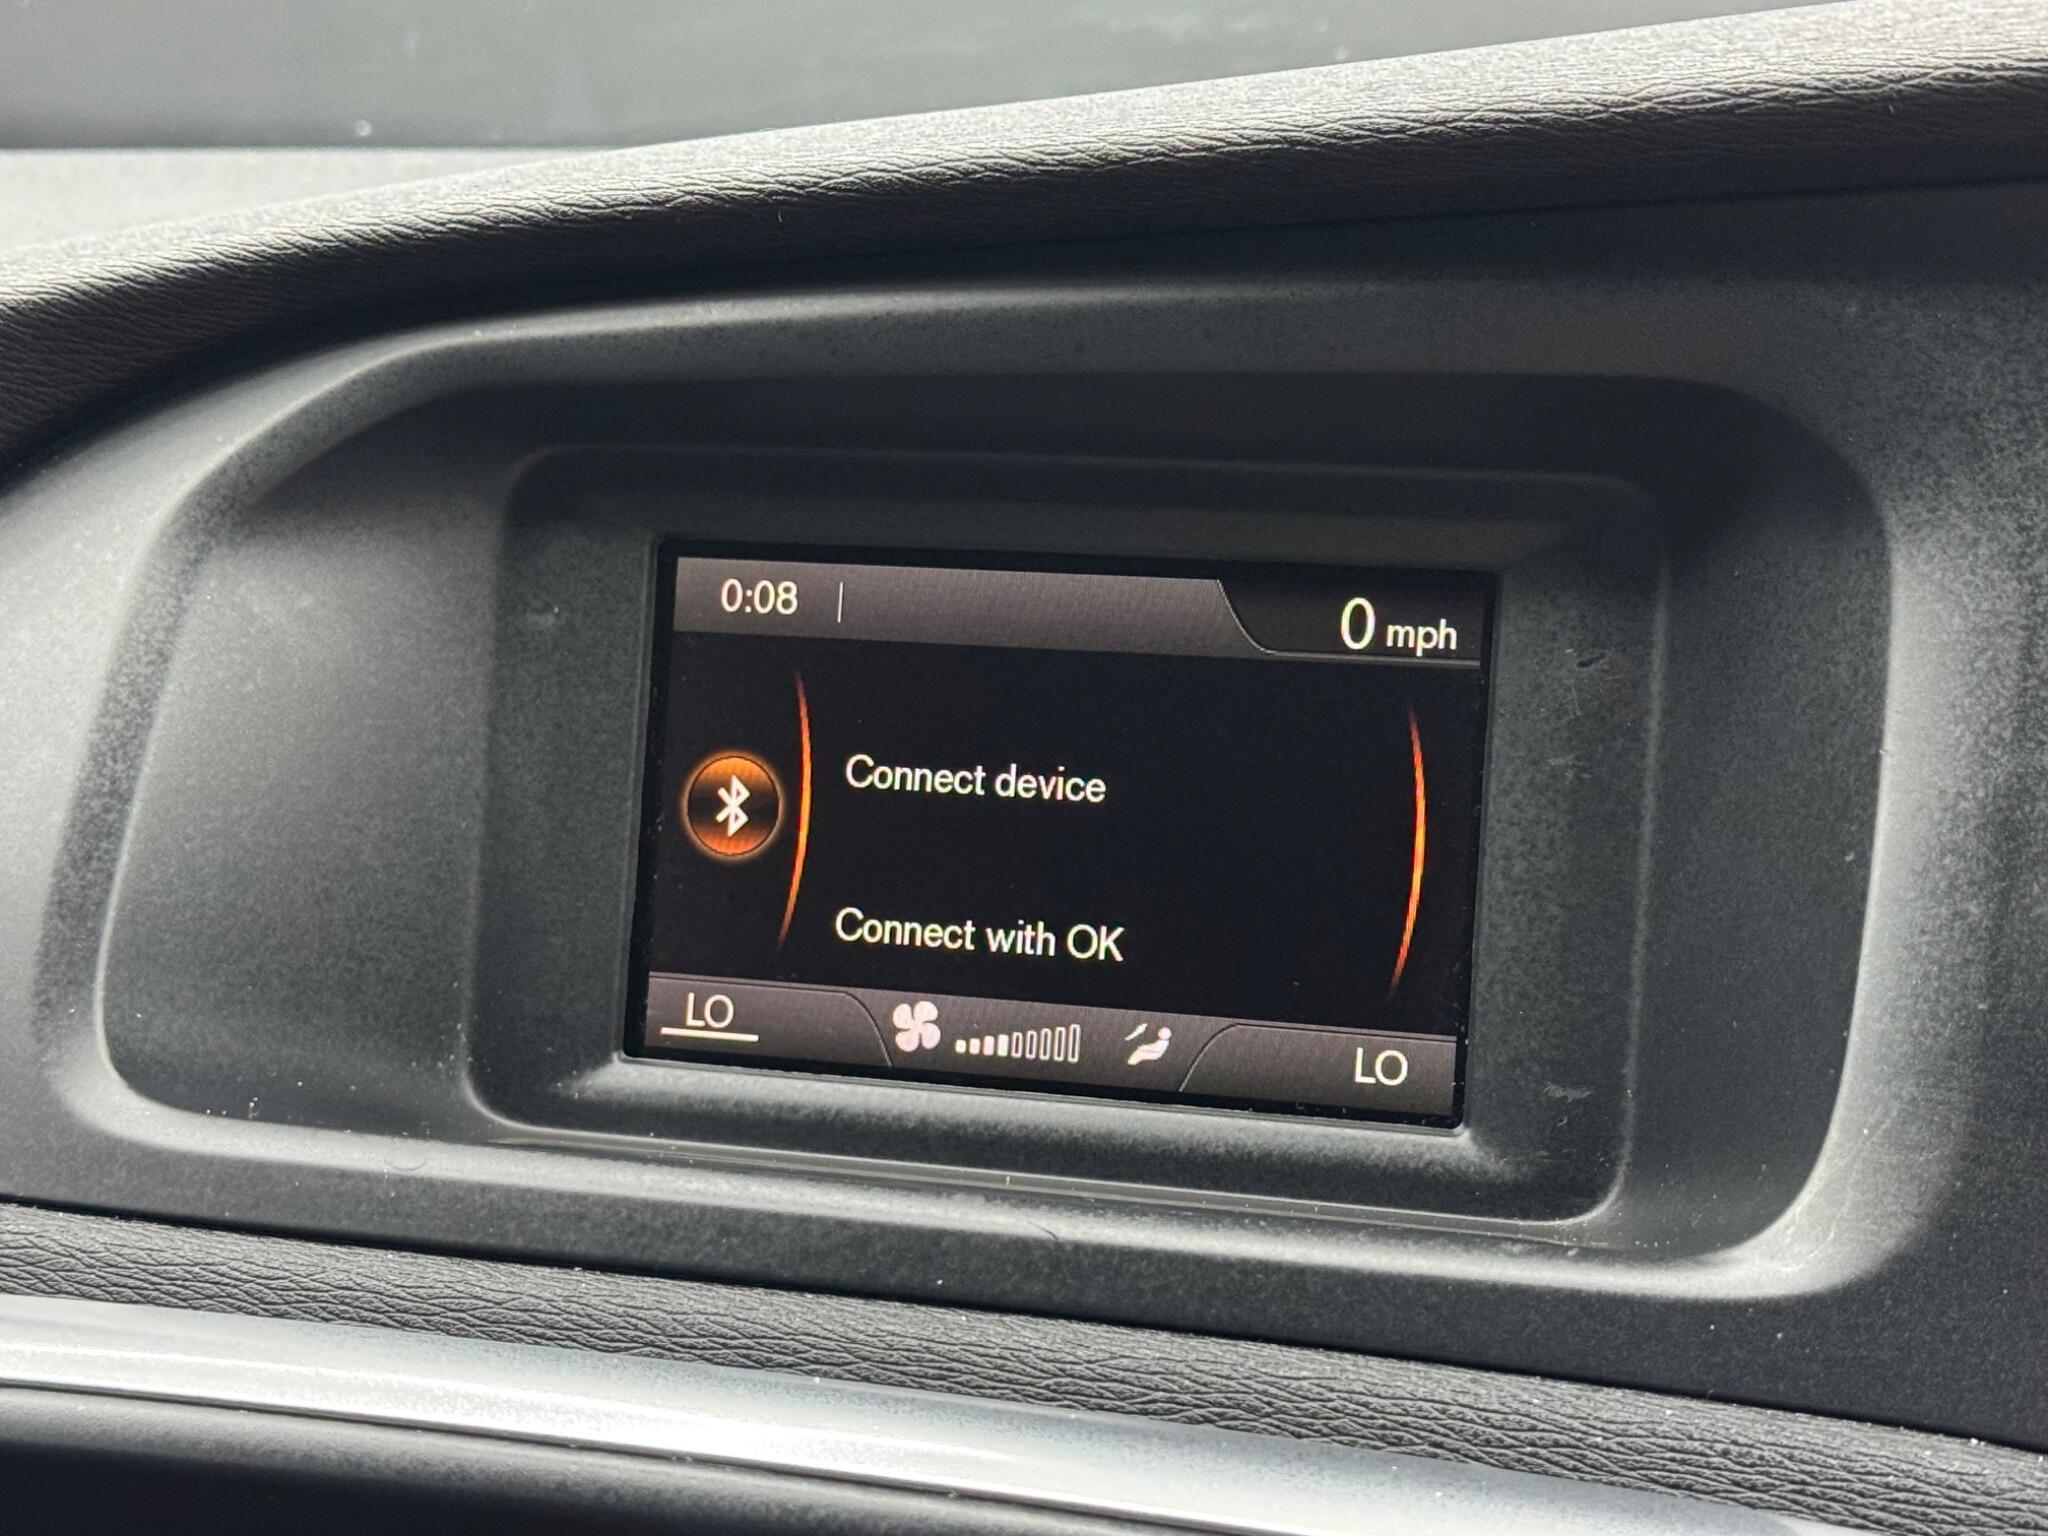 0:08
0 mph
Connect device
Connect with OK
LO
LO